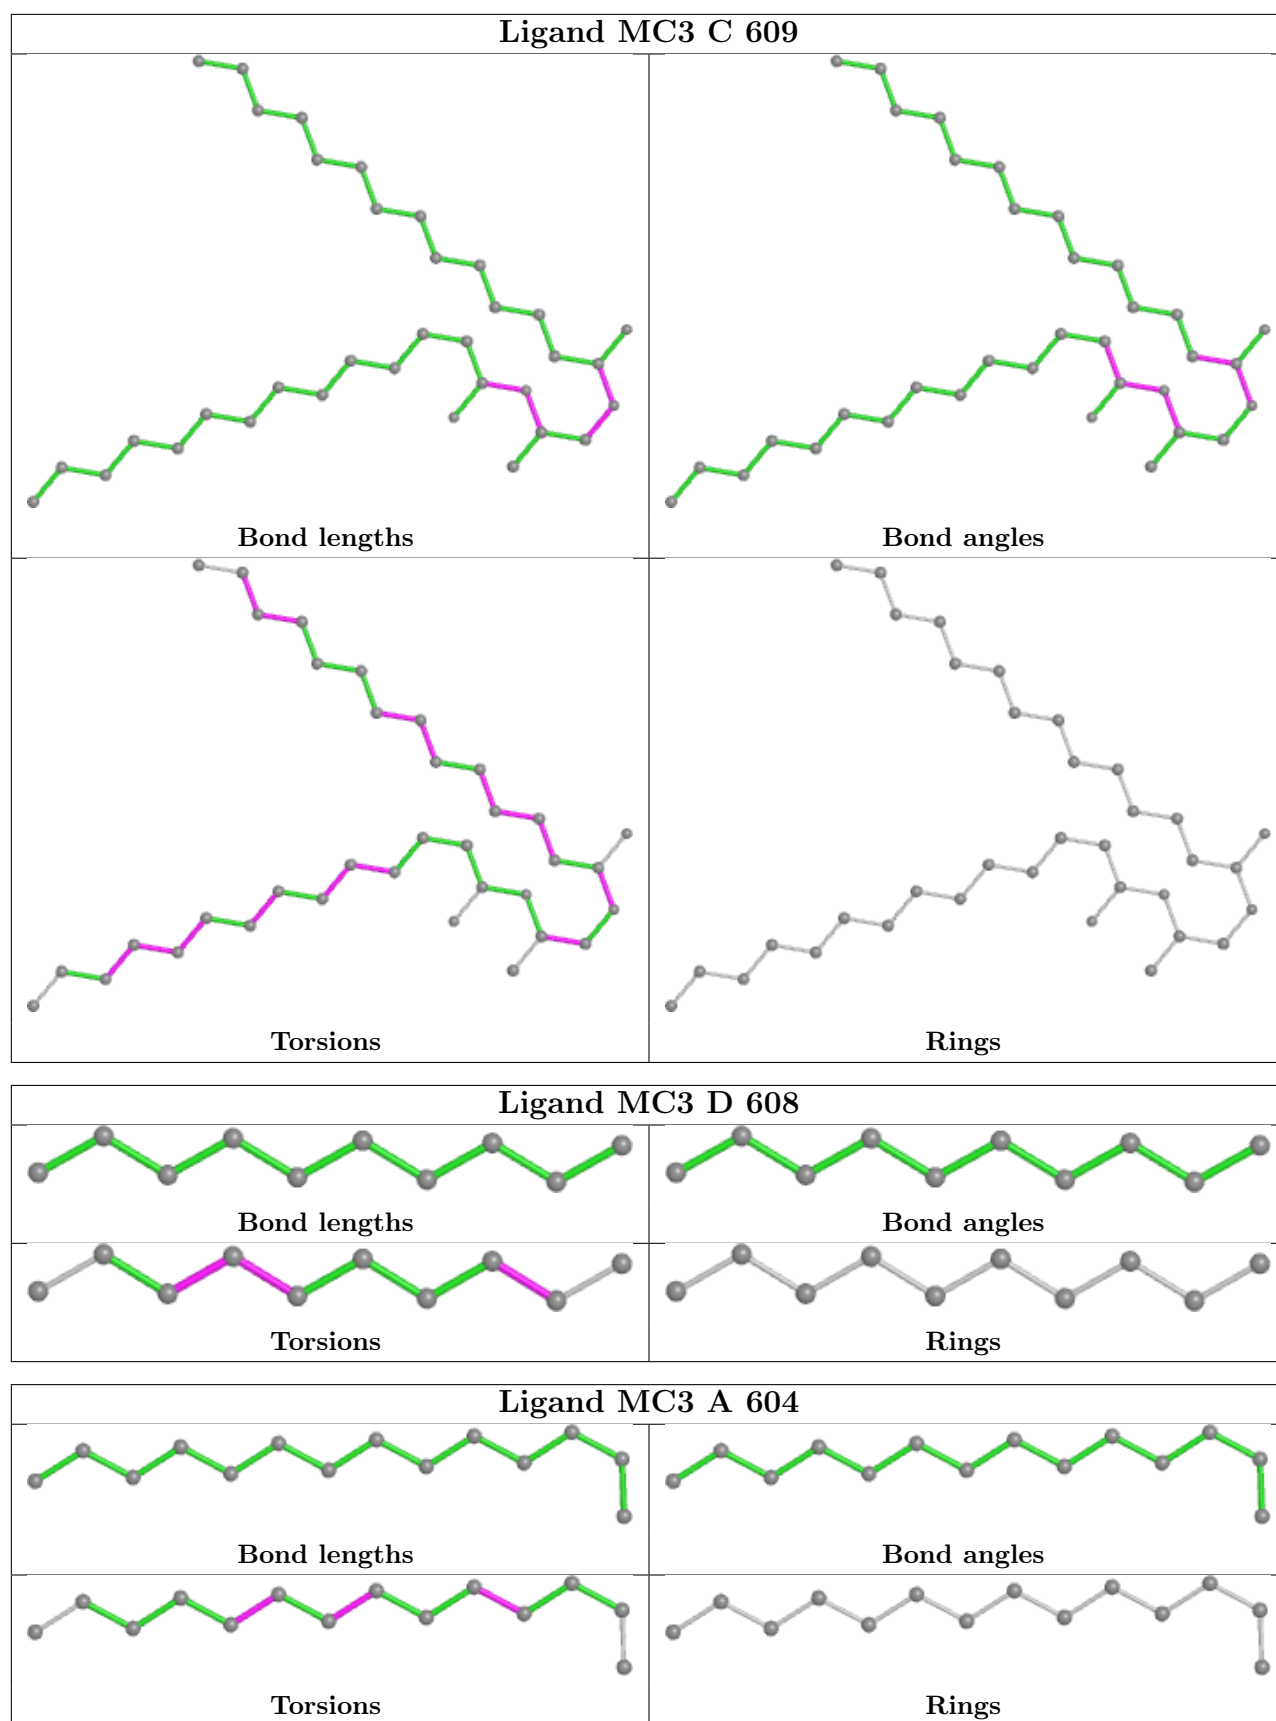 Ligand MC3 C 609
Bond lengths
Bond angles
Torsions
Rings
Ligand MC3 D 608
Bond lengths
Bond angles
Torsions
Rings
Ligand MC3 A 604
Bond lengths
Bond angles
Torsions
Rings